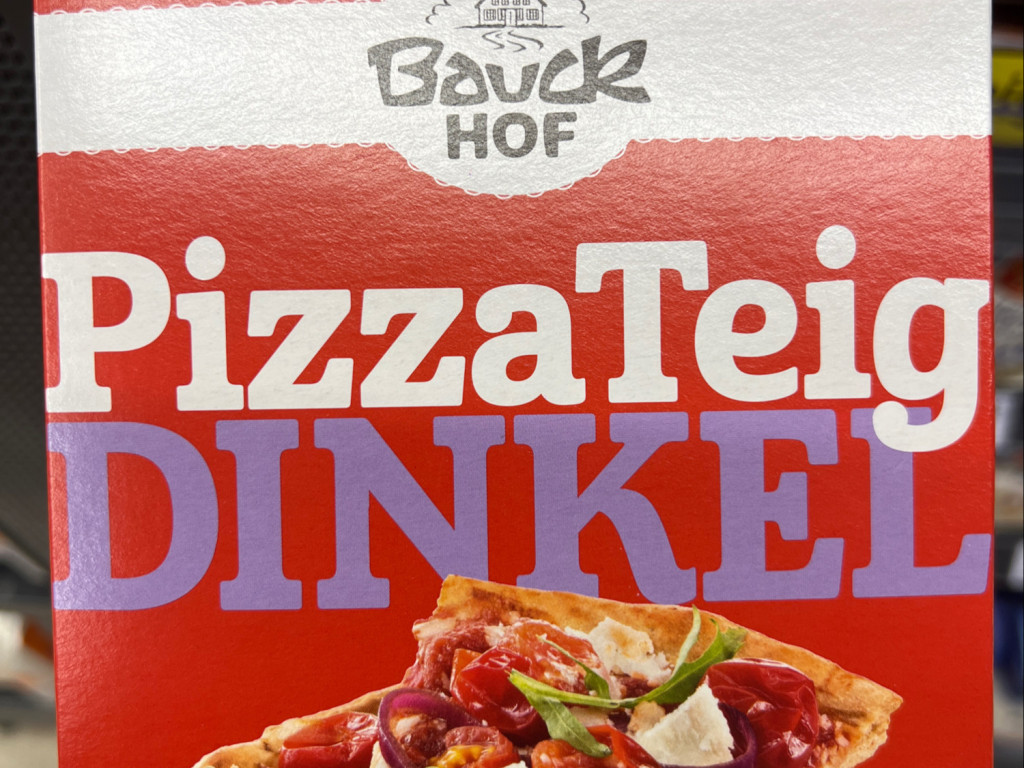 Bauck
HOF
PizzaTeig
DINKEL